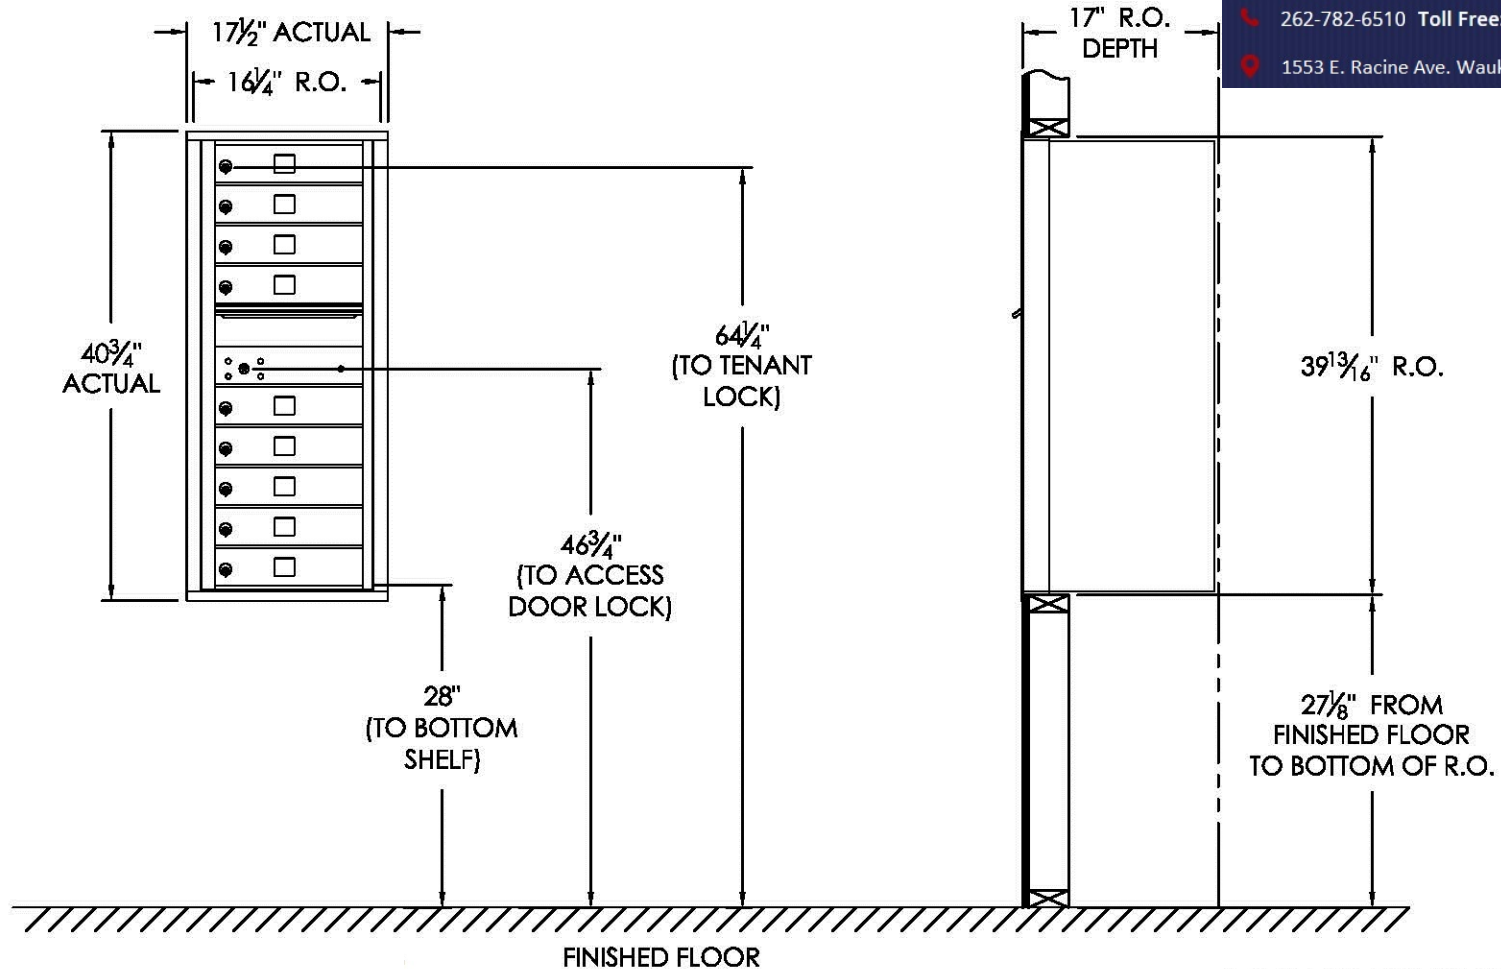 17½" ACTUAL
16¼" R.O.
40¾"
ACTUAL
64¼"
(TO TENANT
LOCK)
46¾"
(TO ACCESS
DOOR LOCK)
28"
(TO BOTTOM
SHELF)
17" R.O.
DEPTH
262-782-6510 Toll Free:
1553 E. Racine Ave.
39¹³⁄₁₆" R.O.
27⅛" FROM
FINISHED FLOOR
TO BOTTOM OF R.O.
FINISHED FLOOR